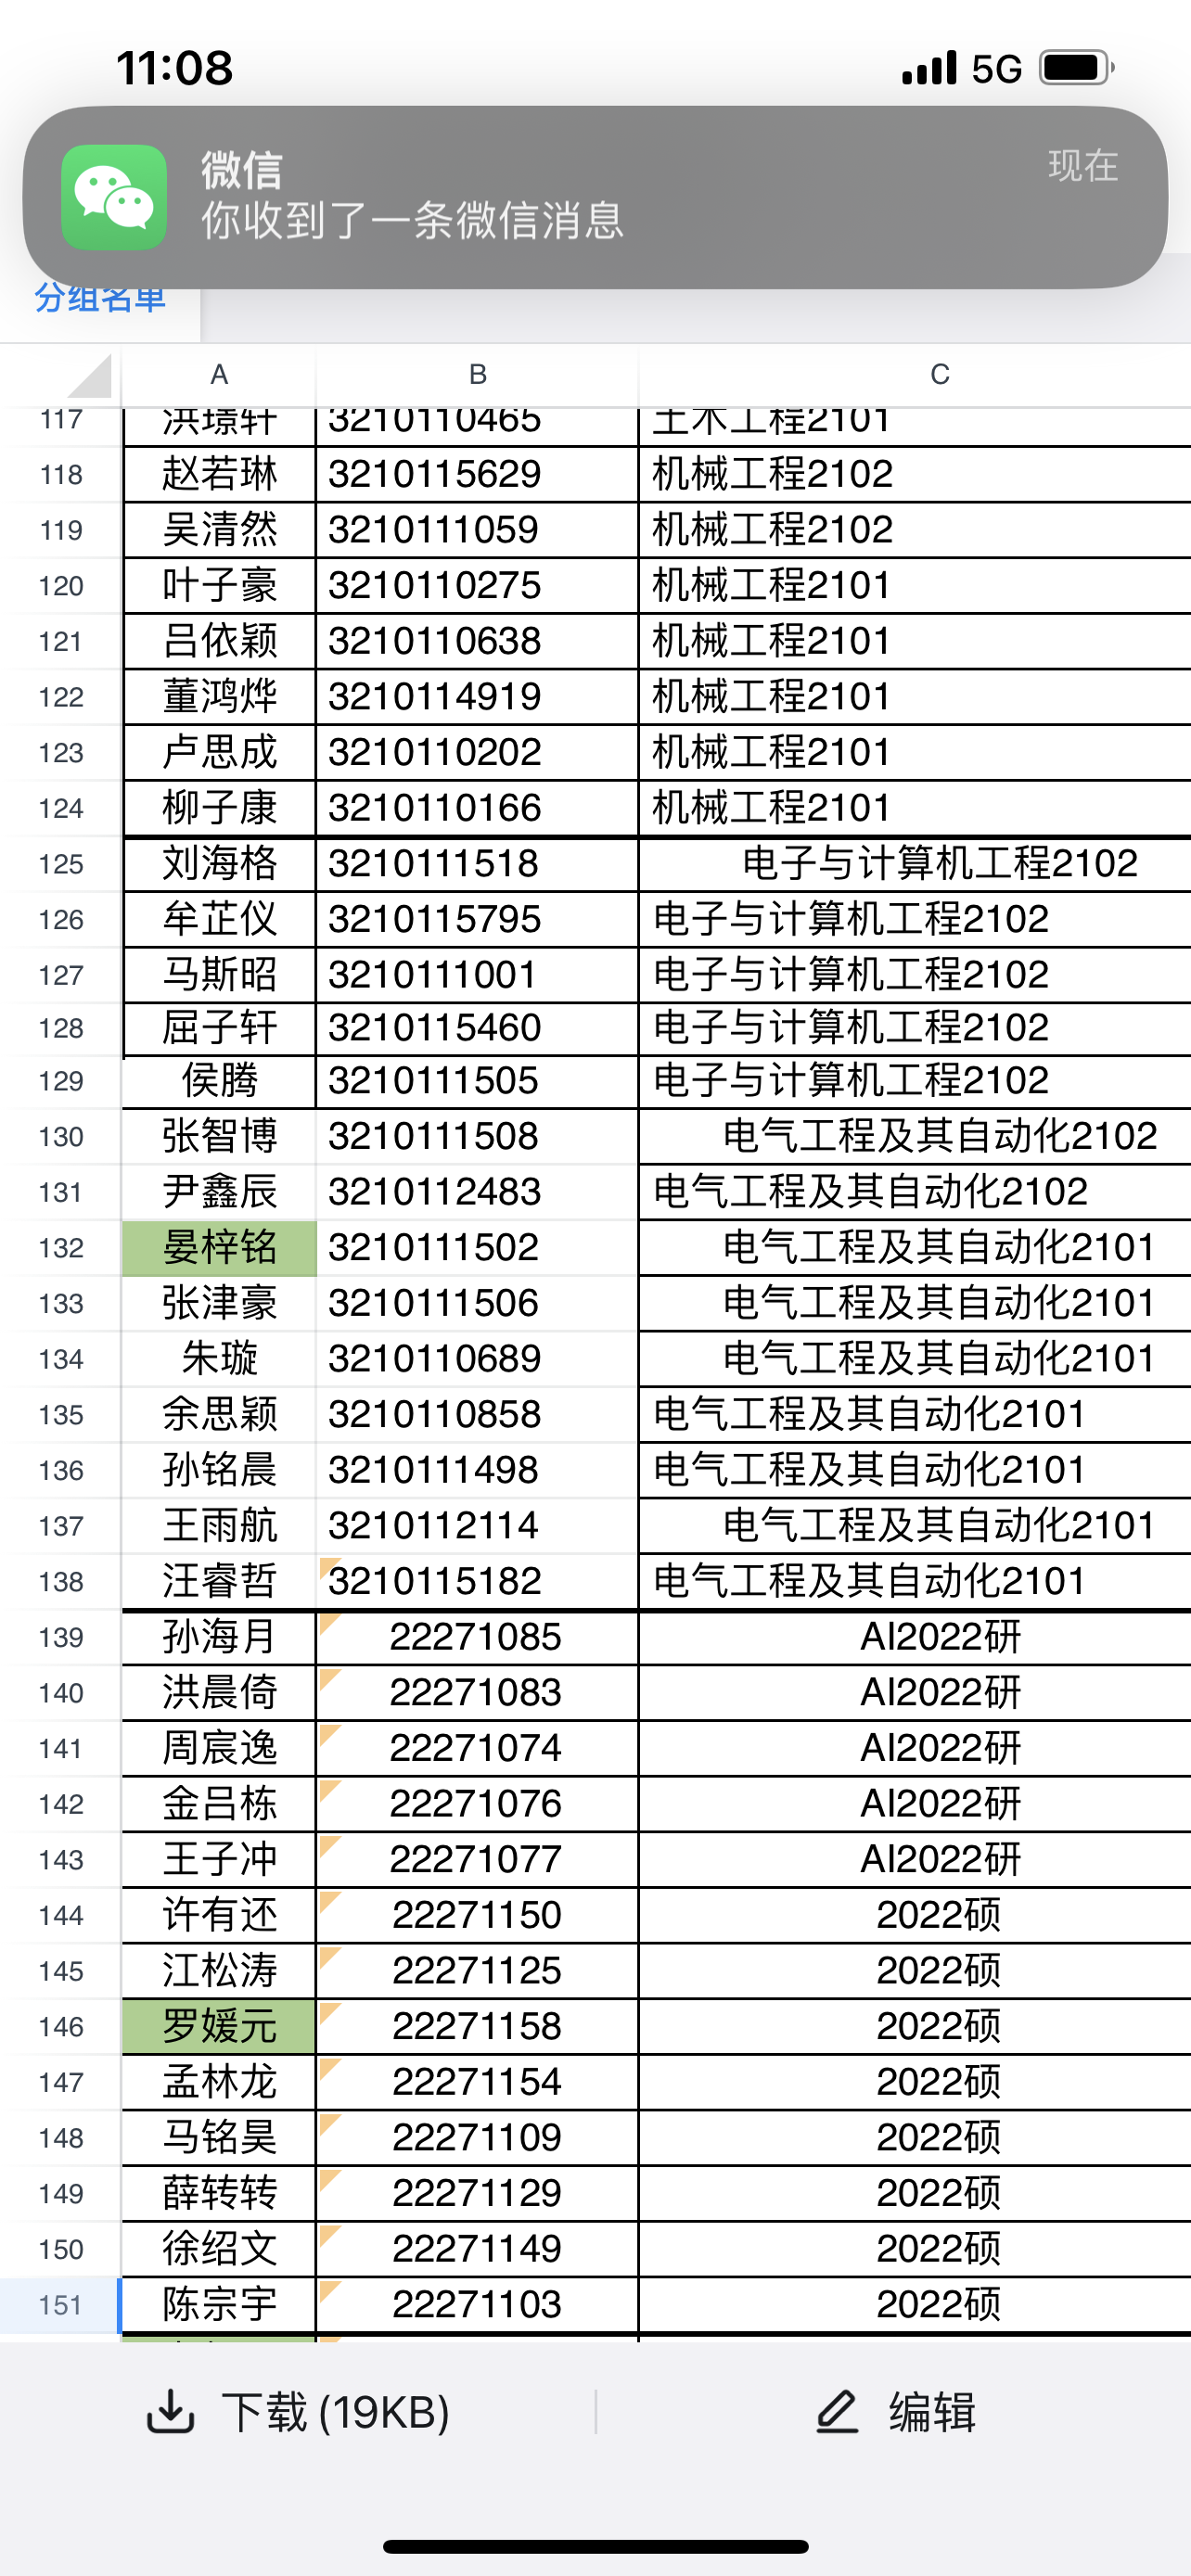 11:08 5G
微信 现在
你收到了一条微信消息
分组名单
A B C
117 洪璟轩 3210110465 土木工程2101
118 赵若琳 3210115629 机械工程2102
119 吴清然 3210111059 机械工程2102
120 叶子豪 3210110275 机械工程2101
121 吕依颖 3210110638 机械工程2101
122 董鸿烨 3210114919 机械工程2101
123 卢思成 3210110202 机械工程2101
124 柳子康 3210110166 机械工程2101
125 刘海格 3210111518 电子与计算机工程2102
126 牟芷仪 3210115795 电子与计算机工程2102
127 马斯昭 3210111001 电子与计算机工程2102
128 屈子轩 3210115460 电子与计算机工程2102
129 侯腾 3210111505 电子与计算机工程2102
130 张智博 3210111508 电气工程及其自动化2102
131 尹鑫辰 3210112483 电气工程及其自动化2102
132 晏梓铭 3210111502 电气工程及其自动化2101
133 张津豪 3210111506 电气工程及其自动化2101
134 朱璇 3210110689 电气工程及其自动化2101
135 余思颖 3210110858 电气工程及其自动化2101
136 孙铭晨 3210111498 电气工程及其自动化2101
137 王雨航 3210112114 电气工程及其自动化2101
138 汪睿哲 3210115182 电气工程及其自动化2101
139 孙海月 22271085 AI2022研
140 洪晨倚 22271083 AI2022研
141 周宸逸 22271074 AI2022研
142 金吕栋 22271076 AI2022研
143 王子冲 22271077 AI2022研
144 许有还 22271150 2022硕
145 江松涛 22271125 2022硕
146 罗媛元 22271158 2022硕
147 孟林龙 22271154 2022硕
148 马铭昊 22271109 2022硕
149 薛转转 22271129 2022硕
150 徐绍文 22271149 2022硕
151 陈宗宇 22271103 2022硕
下载 (19KB) 编辑